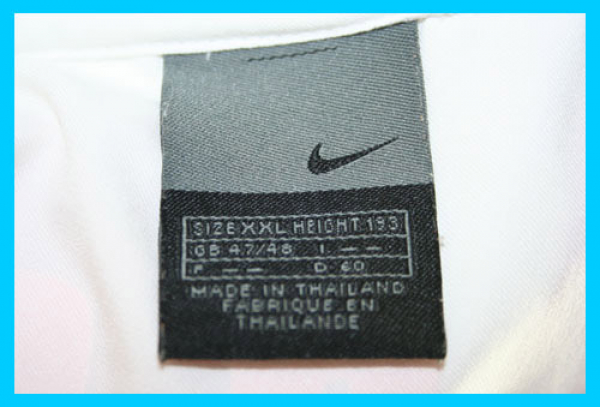 SIZE XXL HEIGHT 193
GB 47/48 I — —
F — — D 60
MADE IN THAILAND
FABRIQUE EN
THAILANDE